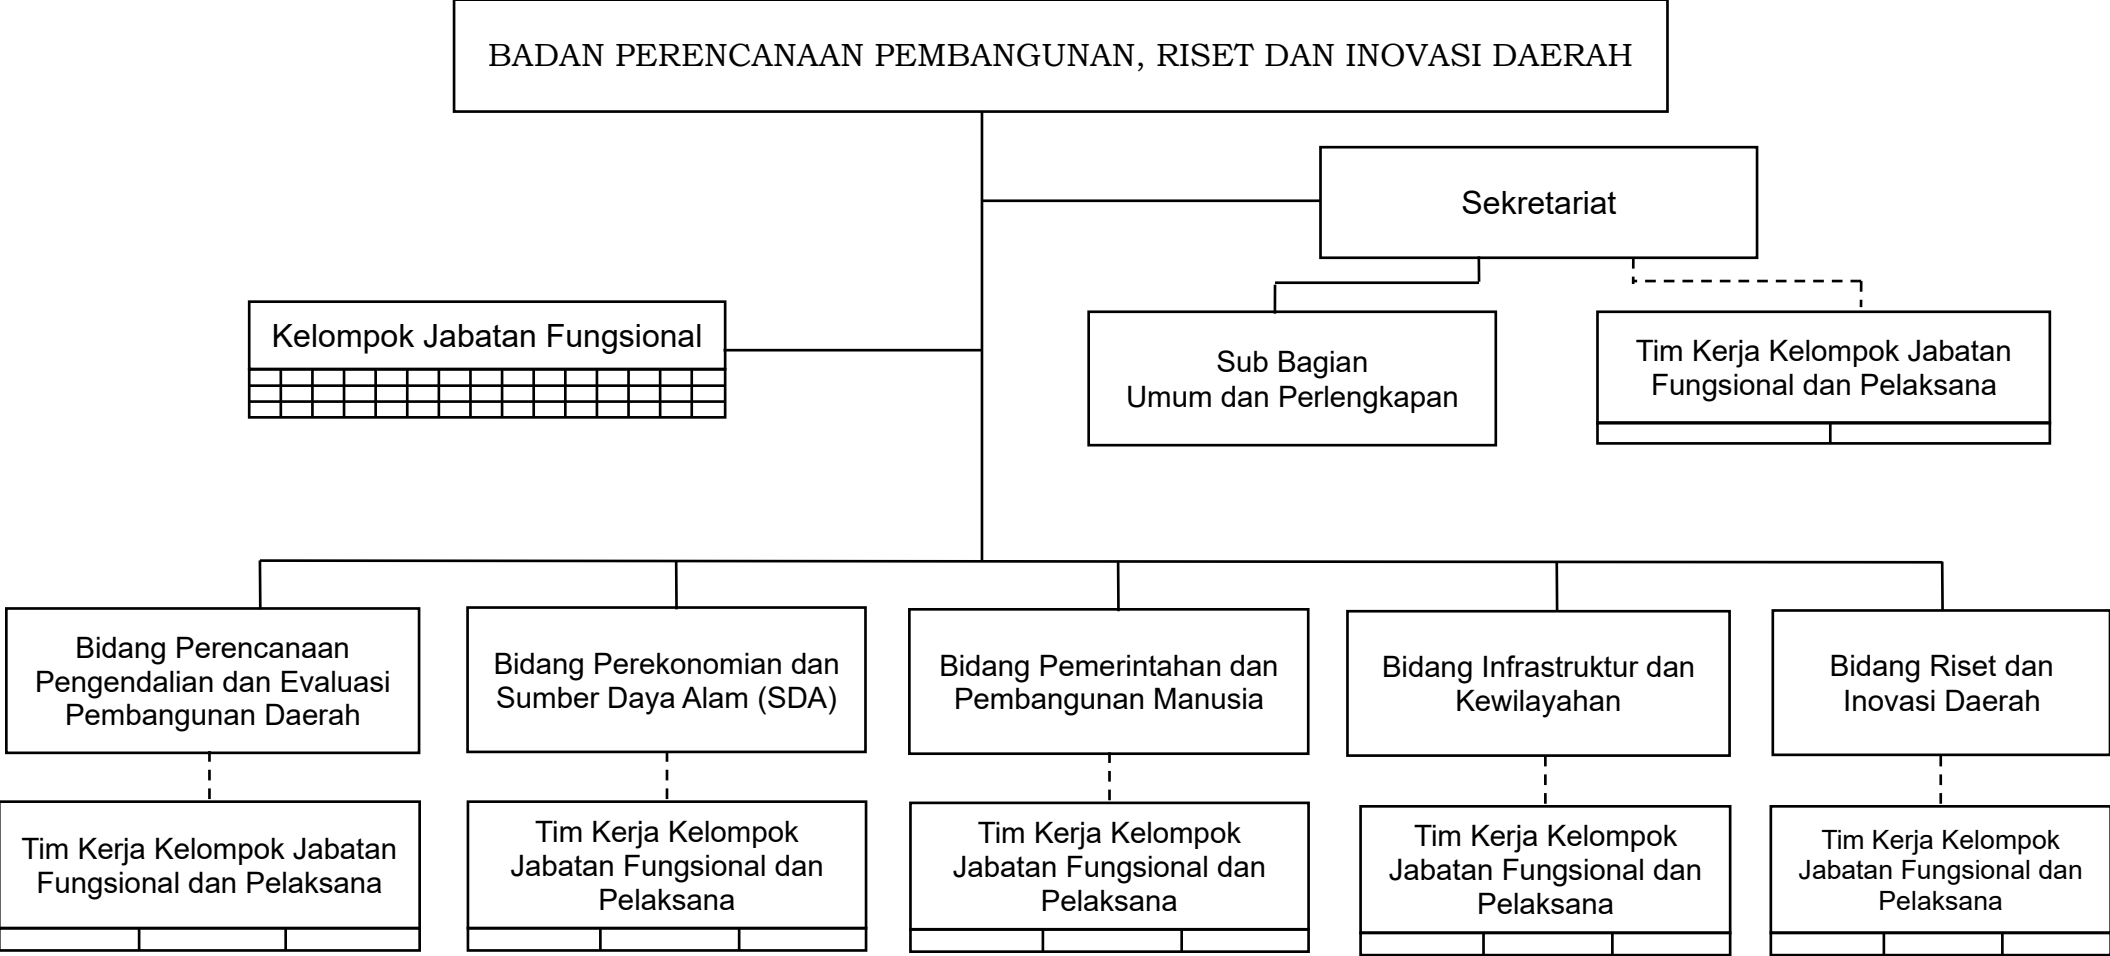 BADAN PERENCANAAN PEMBANGUNAN, RISET DAN INOVASI DAERAH
Sekretariat
Kelompok Jabatan Fungsional
Sub Bagian
Umum dan Perlengkapan
Tim Kerja Kelompok Jabatan
Fungsional dan Pelaksana
Bidang Perencanaan
Pengendalian dan Evaluasi
Pembangunan Daerah
Bidang Perekonomian dan
Sumber Daya Alam (SDA)
Bidang Pemerintahan dan
Pembangunan Manusia
Bidang Infrastruktur dan
Kewilayahan
Bidang Riset dan
Inovasi Daerah
Tim Kerja Kelompok Jabatan
Fungsional dan Pelaksana
Tim Kerja Kelompok
Jabatan Fungsional dan
Pelaksana
Tim Kerja Kelompok
Jabatan Fungsional dan
Pelaksana
Tim Kerja Kelompok
Jabatan Fungsional dan
Pelaksana
Tim Kerja Kelompok
Jabatan Fungsional dan
Pelaksana